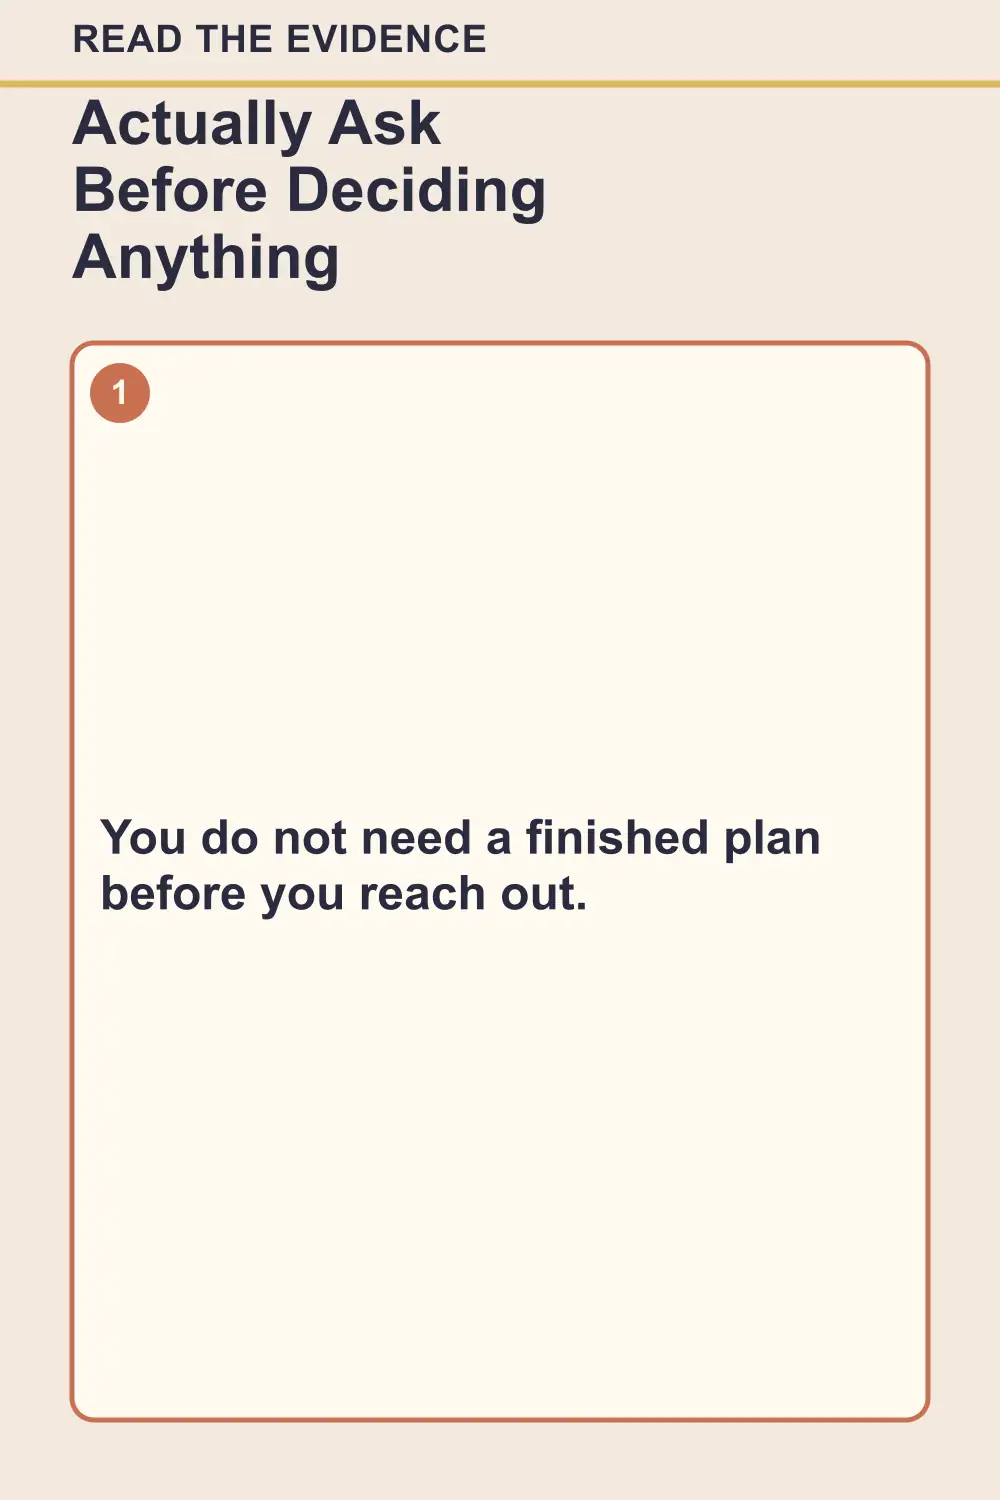 READ THE EVIDENCE
Actually Ask
Before Deciding
Anything
1
You do not need a finished plan
before you reach out.